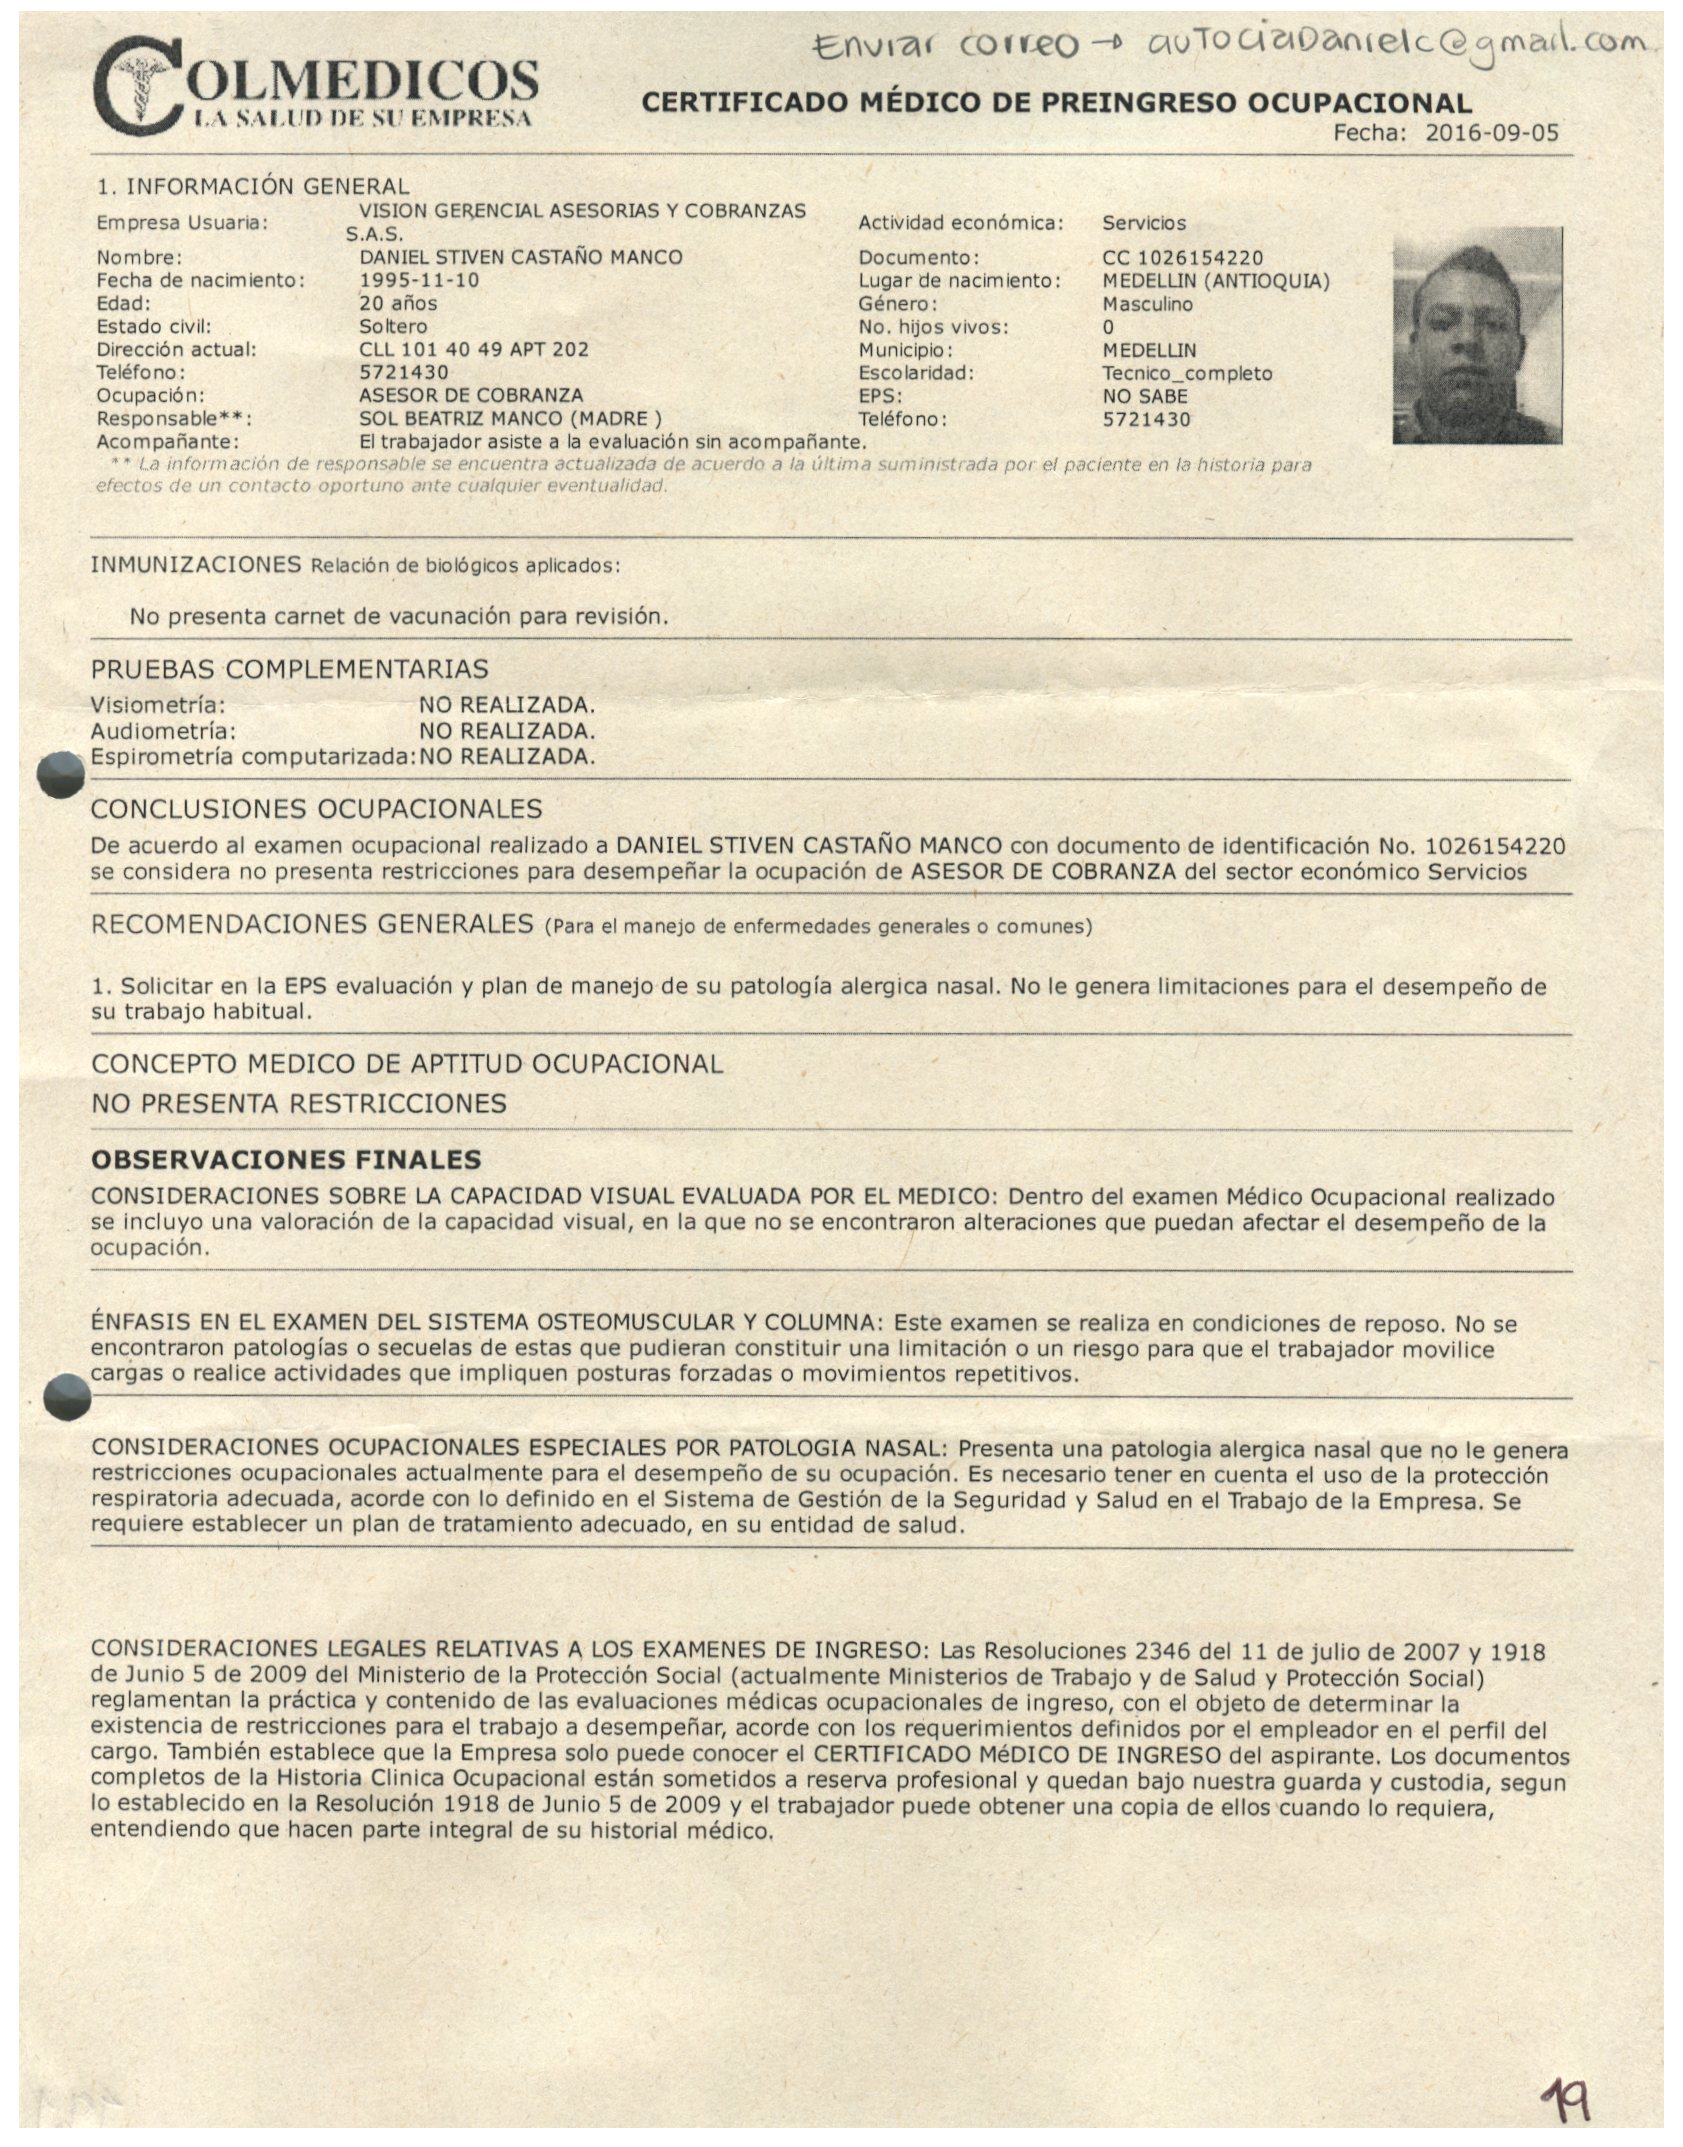 Enviar correo → autociaDanielc@gmail.com
COLMEDICOS
LA SALUD DE SU EMPRESA
CERTIFICADO MÉDICO DE PREINGRESO OCUPACIONAL
Fecha: 2016-09-05
1. INFORMACIÓN GENERAL
Empresa Usuaria: VISION GERENCIAL ASESORIAS Y COBRANZAS S.A.S. Actividad económica: Servicios
Nombre: DANIEL STIVEN CASTAÑO MANCO Documento: CC 1026154220
Fecha de nacimiento: 1995-11-10 Lugar de nacimiento: MEDELLIN (ANTIOQUIA)
Edad: 20 años Género: Masculino
Estado civil: Soltero No. hijos vivos: 0
Dirección actual: CLL 101 40 49 APT 202 Municipio: MEDELLIN
Teléfono: 5721430 Escolaridad: Tecnico_completo
Ocupación: ASESOR DE COBRANZA EPS: NO SABE
Responsable**: SOL BEATRIZ MANCO (MADRE ) Teléfono: 5721430
Acompañante: El trabajador asiste a la evaluación sin acompañante.
** La información de responsable se encuentra actualizada de acuerdo a la última suministrada por el paciente en la historia para
efectos de un contacto oportuno ante cualquier eventualidad.
INMUNIZACIONES Relación de biológicos aplicados:
No presenta carnet de vacunación para revisión.
PRUEBAS COMPLEMENTARIAS
Visiometría: NO REALIZADA.
Audiometría: NO REALIZADA.
Espirometría computarizada: NO REALIZADA.
CONCLUSIONES OCUPACIONALES
De acuerdo al examen ocupacional realizado a DANIEL STIVEN CASTAÑO MANCO con documento de identificación No. 1026154220
se considera no presenta restricciones para desempeñar la ocupación de ASESOR DE COBRANZA del sector económico Servicios
RECOMENDACIONES GENERALES (Para el manejo de enfermedades generales o comunes)
1. Solicitar en la EPS evaluación y plan de manejo de su patología alergica nasal. No le genera limitaciones para el desempeño de
su trabajo habitual.
CONCEPTO MEDICO DE APTITUD OCUPACIONAL
NO PRESENTA RESTRICCIONES
OBSERVACIONES FINALES
CONSIDERACIONES SOBRE LA CAPACIDAD VISUAL EVALUADA POR EL MEDICO: Dentro del examen Médico Ocupacional realizado
se incluyo una valoración de la capacidad visual, en la que no se encontraron alteraciones que puedan afectar el desempeño de la
ocupación.
ÉNFASIS EN EL EXAMEN DEL SISTEMA OSTEOMUSCULAR Y COLUMNA: Este examen se realiza en condiciones de reposo. No se
encontraron patologías o secuelas de estas que pudieran constituir una limitación o un riesgo para que el trabajador movilice
cargas o realice actividades que impliquen posturas forzadas o movimientos repetitivos.
CONSIDERACIONES OCUPACIONALES ESPECIALES POR PATOLOGIA NASAL: Presenta una patologia alergica nasal que no le genera
restricciones ocupacionales actualmente para el desempeño de su ocupación. Es necesario tener en cuenta el uso de la protección
respiratoria adecuada, acorde con lo definido en el Sistema de Gestión de la Seguridad y Salud en el Trabajo de la Empresa. Se
requiere establecer un plan de tratamiento adecuado, en su entidad de salud.
CONSIDERACIONES LEGALES RELATIVAS A LOS EXAMENES DE INGRESO: Las Resoluciones 2346 del 11 de julio de 2007 y 1918
de Junio 5 de 2009 del Ministerio de la Protección Social (actualmente Ministerios de Trabajo y de Salud y Protección Social)
reglamentan la práctica y contenido de las evaluaciones médicas ocupacionales de ingreso, con el objeto de determinar la
existencia de restricciones para el trabajo a desempeñar, acorde con los requerimientos definidos por el empleador en el perfil del
cargo. También establece que la Empresa solo puede conocer el CERTIFICADO MéDICO DE INGRESO del aspirante. Los documentos
completos de la Historia Clinica Ocupacional están sometidos a reserva profesional y quedan bajo nuestra guarda y custodia, segun
lo establecido en la Resolución 1918 de Junio 5 de 2009 y el trabajador puede obtener una copia de ellos cuando lo requiera,
entendiendo que hacen parte integral de su historial médico.
19